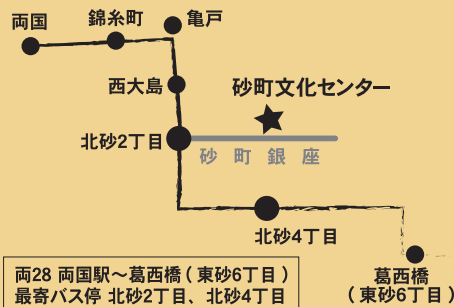 両国
錦糸町
亀戸
西大島
砂町文化センター
北砂2丁目
砂町銀座
北砂4丁目
葛西橋
(東砂6丁目)
両28 両国駅～葛西橋(東砂6丁目)
最寄バス停 北砂2丁目、北砂4丁目